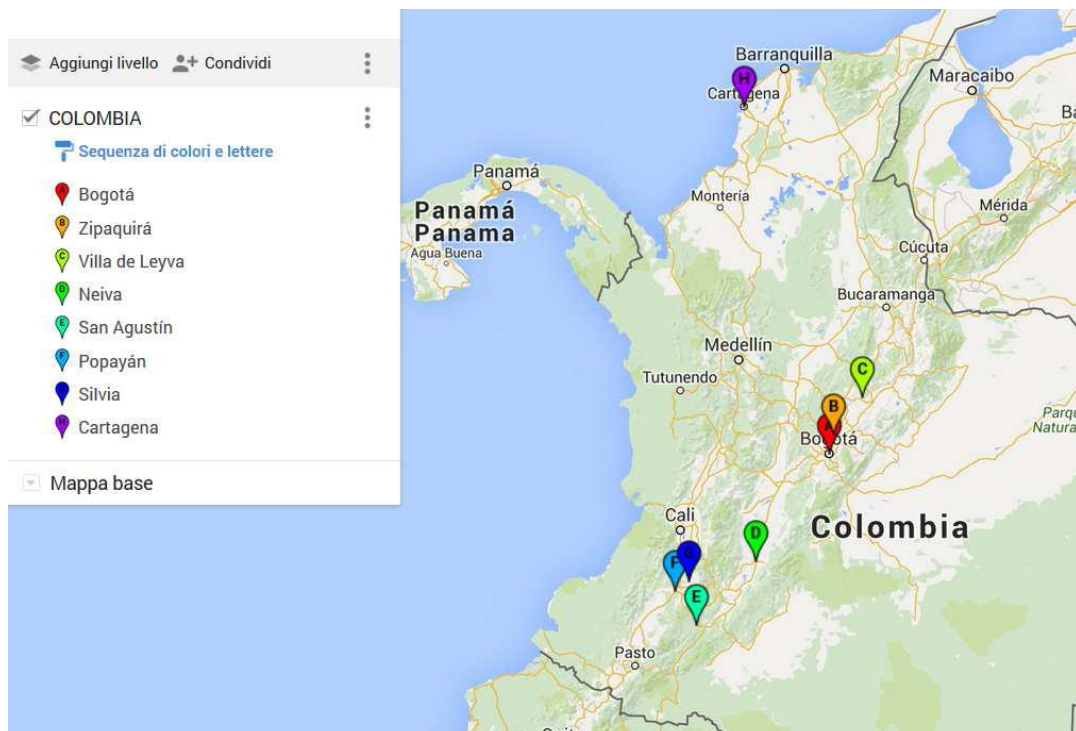 Aggiungi livello Condividi
COLOMBIA
Sequenza di colori e lettere
A Bogotá
B Zipaquirá
C Villa de Leyva
D Neiva
E San Agustín
F Popayán
Silvia
H Cartagena
Mappa base
Barranquilla
H
Cartagena
Maracaibo
Panamá
Montería
Mérida
Panamá
Panama
Agua Buena
Cúcuta
Bucaramanga
Medellín
C
Tutunendo
B
A
Bogotá
Parqu
Natura
Cali
D
Colombia
G
F
E
Pasto